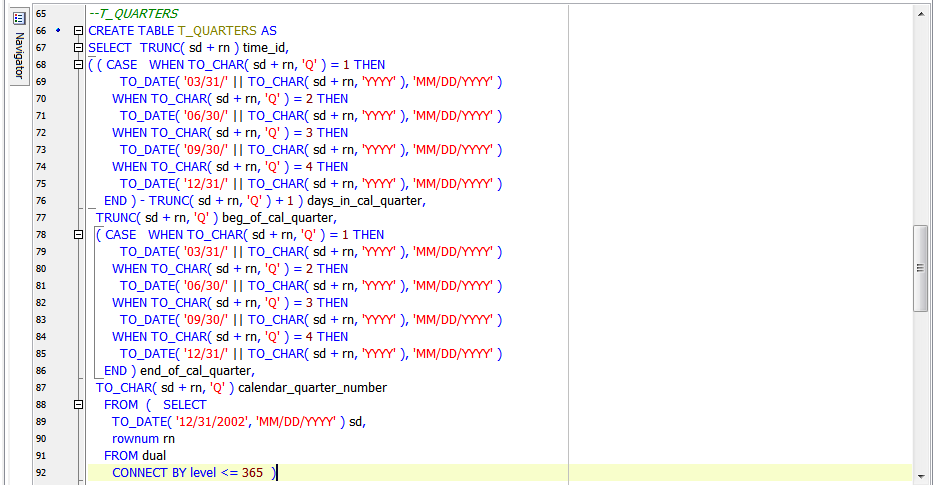 Navigator
65 --T_QUARTERS
66 CREATE TABLE T_QUARTERS AS
67 SELECT TRUNC( sd + rn ) time_id,
68 ( ( CASE WHEN TO_CHAR( sd + rn, 'Q' ) = 1 THEN
69 TO_DATE( '03/31/' || TO_CHAR( sd + rn, 'YYYY' ), 'MM/DD/YYYY' )
70 WHEN TO_CHAR( sd + rn, 'Q' ) = 2 THEN
71 TO_DATE( '06/30/' || TO_CHAR( sd + rn, 'YYYY' ), 'MM/DD/YYYY' )
72 WHEN TO_CHAR( sd + rn, 'Q' ) = 3 THEN
73 TO_DATE( '09/30/' || TO_CHAR( sd + rn, 'YYYY' ), 'MM/DD/YYYY' )
74 WHEN TO_CHAR( sd + rn, 'Q' ) = 4 THEN
75 TO_DATE( '12/31/' || TO_CHAR( sd + rn, 'YYYY' ), 'MM/DD/YYYY' )
76 END ) - TRUNC( sd + rn, 'Q' ) + 1 ) days_in_cal_quarter,
77 TRUNC( sd + rn, 'Q' ) beg_of_cal_quarter,
78 ( CASE WHEN TO_CHAR( sd + rn, 'Q' ) = 1 THEN
79 TO_DATE( '03/31/' || TO_CHAR( sd + rn, 'YYYY' ), 'MM/DD/YYYY' )
80 WHEN TO_CHAR( sd + rn, 'Q' ) = 2 THEN
81 TO_DATE( '06/30/' || TO_CHAR( sd + rn, 'YYYY' ), 'MM/DD/YYYY' )
82 WHEN TO_CHAR( sd + rn, 'Q' ) = 3 THEN
83 TO_DATE( '09/30/' || TO_CHAR( sd + rn, 'YYYY' ), 'MM/DD/YYYY' )
84 WHEN TO_CHAR( sd + rn, 'Q' ) = 4 THEN
85 TO_DATE( '12/31/' || TO_CHAR( sd + rn, 'YYYY' ), 'MM/DD/YYYY' )
86 END ) end_of_cal_quarter,
87 TO_CHAR( sd + rn, 'Q' ) calendar_quarter_number
88 FROM ( SELECT
89 TO_DATE( '12/31/2002', 'MM/DD/YYYY' ) sd,
90 rownum rn
91 FROM dual
92 CONNECT BY level <= 365 )